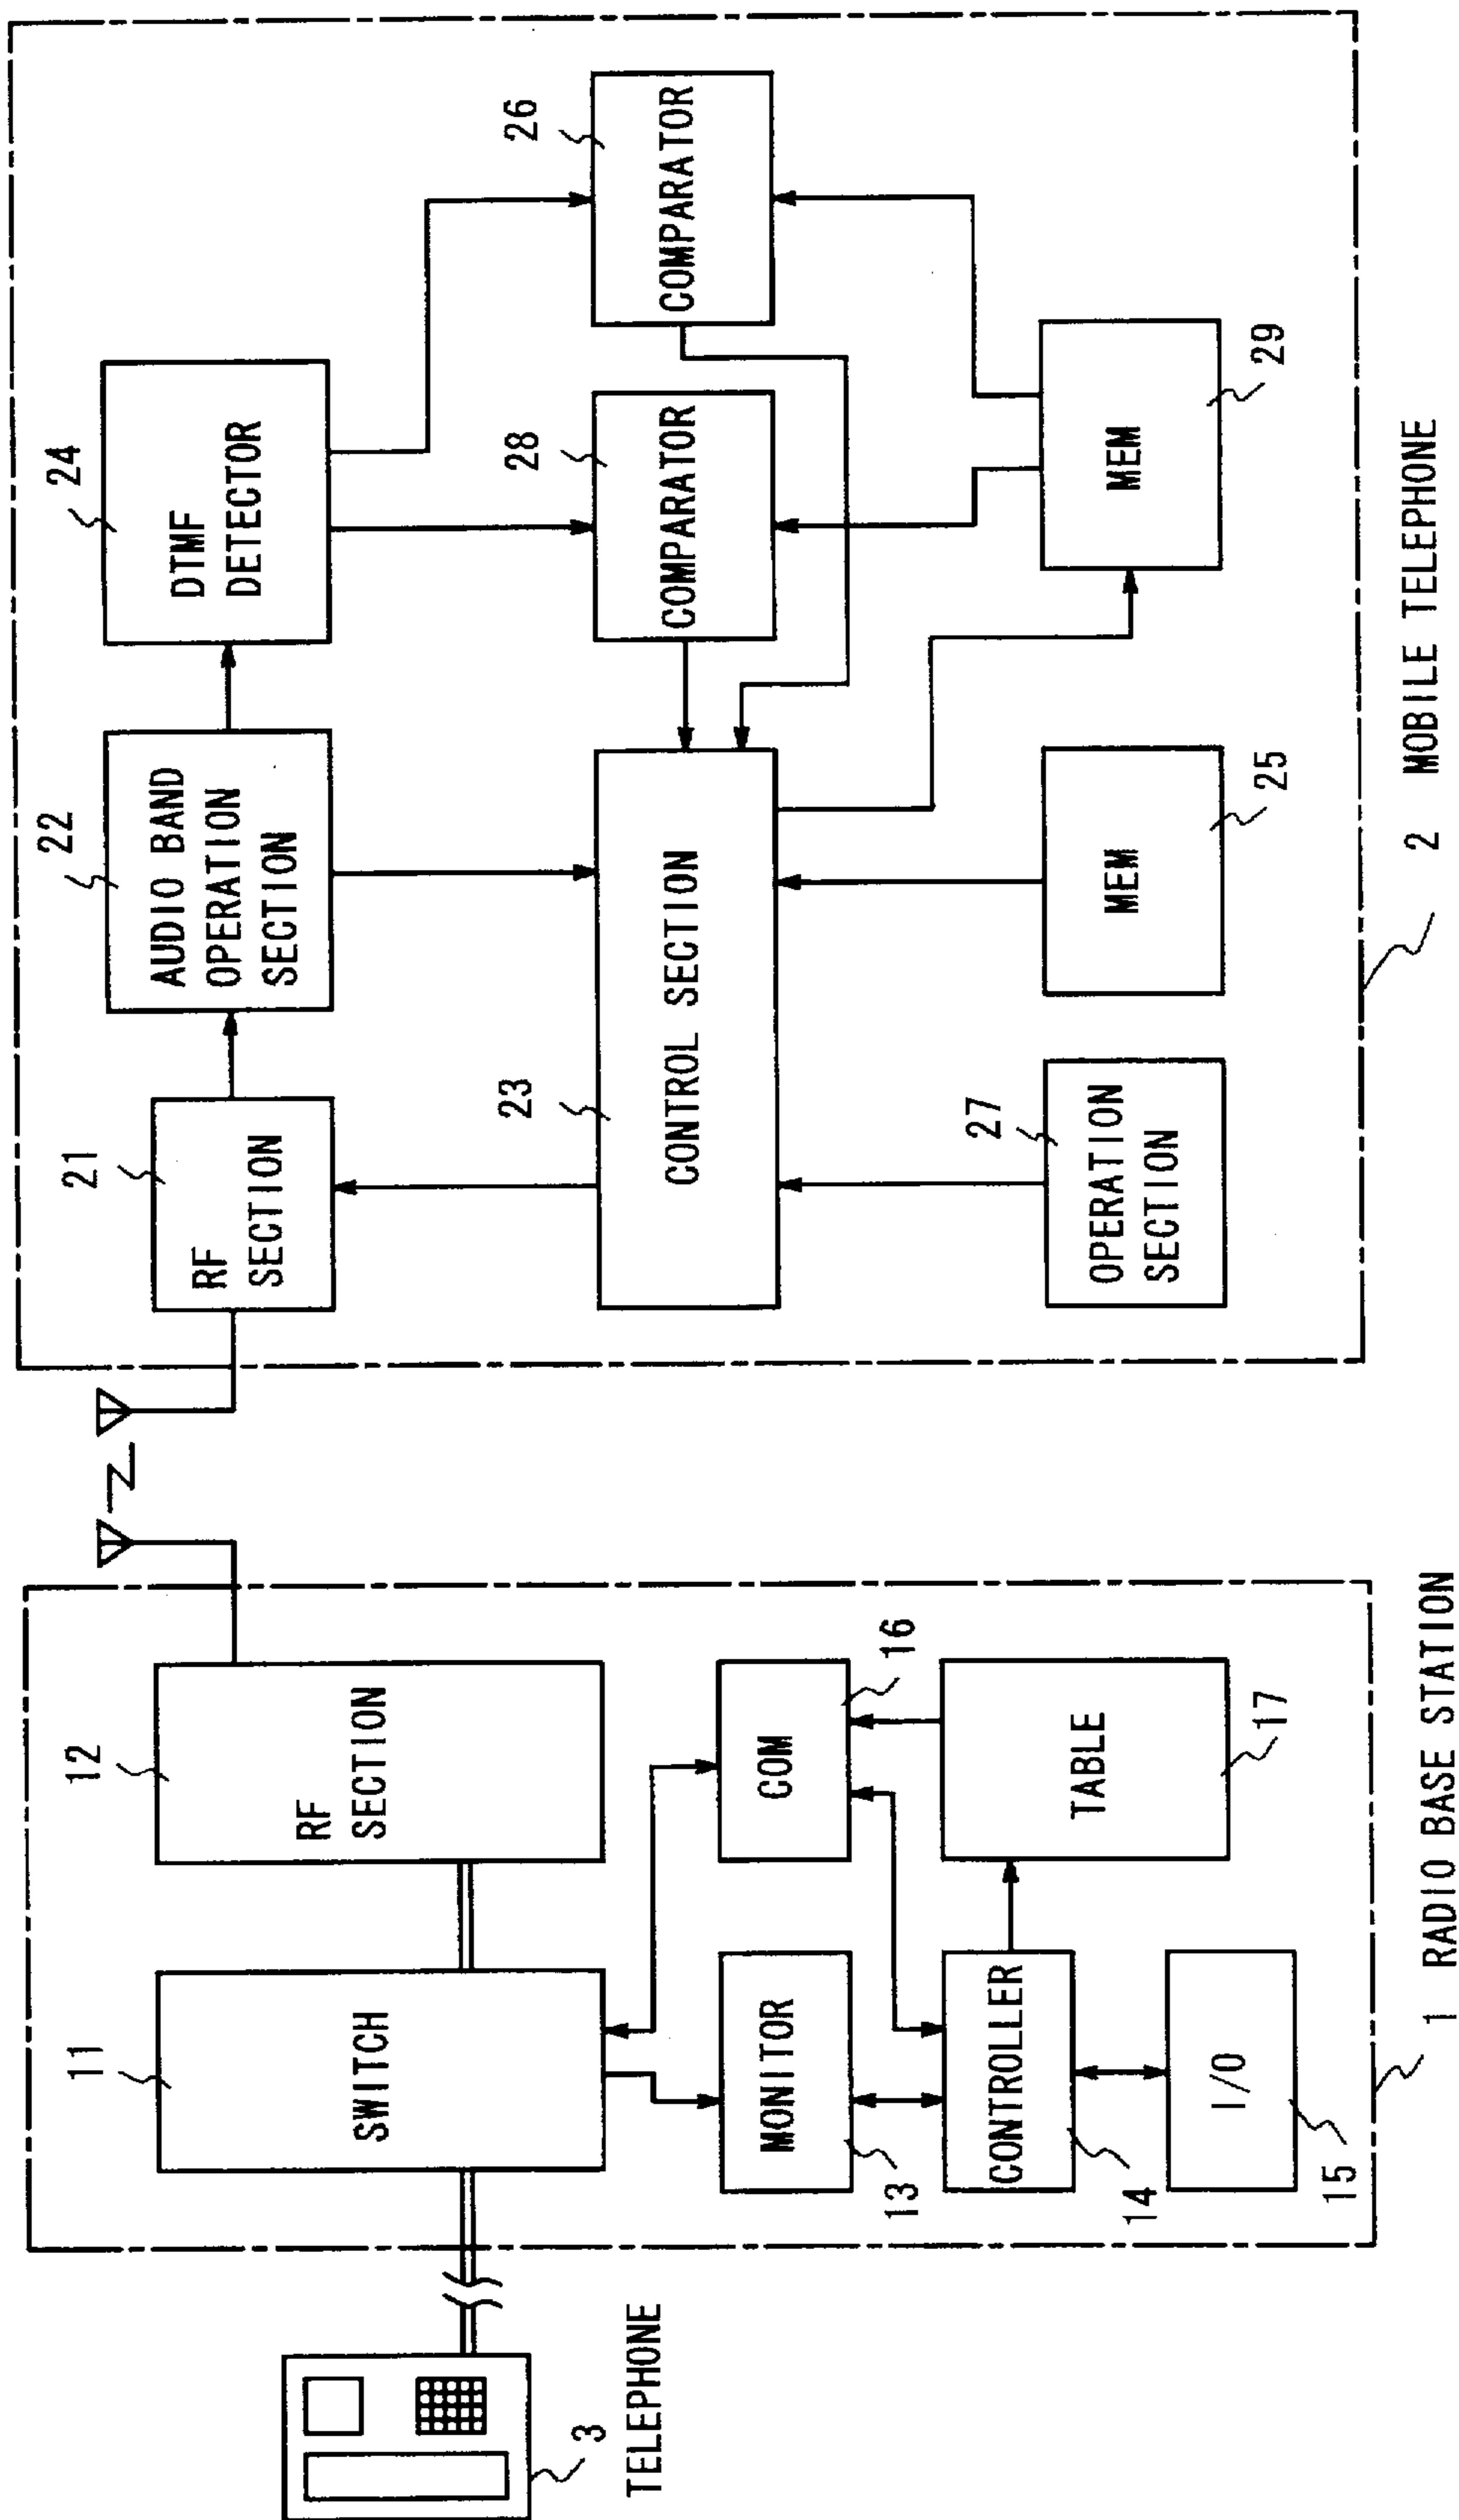 3
TELEPHONE
11
SWITCH
12
RF
SECTION
MONITOR
13
COM
16
CONTROLLER
14
TABLE
17
I/O
15
1 RADIO BASE STATION
21
RF
SECTION
22
AUDIO BAND
OPERATION
SECTION
24
DTMF
DETECTOR
23
CONTROL SECTION
28
COMPARATOR
26
COMPARATOR
27
OPERATION
SECTION
MEM
25
MEM
29
2 MOBILE TELEPHONE